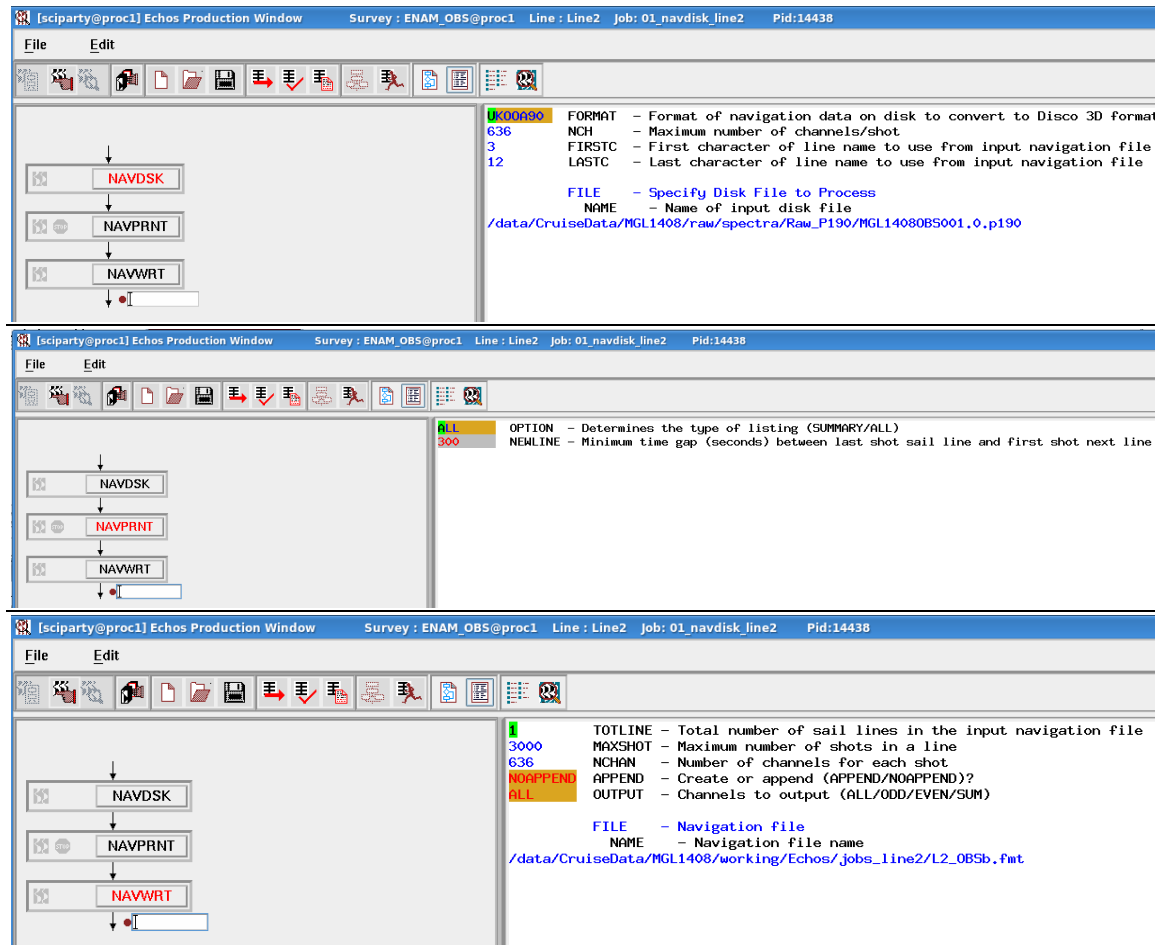 [sciparty@proc1] Echos Production Window Survey : ENAM_OBS@proc1 Line : Line2 Job: 01_navdisk_line2 Pid:14438
File Edit
NAVDSK
NAVPRNT
NAVWRT
UKOOA90 FORMAT – Format of navigation data on disk to convert to Disco 3D format
636 NCH – Maximum number of channels/shot
3 FIRSTC – First character of line name to use from input navigation file
12 LASTC – Last character of line name to use from input navigation file
FILE – Specify Disk File to Process
NAME – Name of input disk file
/data/CruiseData/MGL1408/raw/spectra/Raw_P190/MGL1408OBS001.0.p190
[sciparty@proc1] Echos Production Window Survey : ENAM_OBS@proc1 Line : Line2 Job: 01_navdisk_line2 Pid:14438
File Edit
NAVDSK
NAVPRNT
NAVWRT
ALL OPTION – Determines the type of listing (SUMMARY/ALL)
300 NEWLINE – Minimum time gap (seconds) between last shot sail line and first shot next line
[sciparty@proc1] Echos Production Window Survey : ENAM_OBS@proc1 Line : Line2 Job: 01_navdisk_line2 Pid:14438
File Edit
NAVDSK
NAVPRNT
NAVWRT
1 TOTLINE – Total number of sail lines in the input navigation file
3000 MAXSHOT – Maximum number of shots in a line
636 NCHAN – Number of channels for each shot
NOAPPEND APPEND – Create or append (APPEND/NOAPPEND)?
ALL OUTPUT – Channels to output (ALL/ODD/EVEN/SUM)
FILE – Navigation file
NAME – Navigation file name
/data/CruiseData/MGL1408/working/Echos/jobs_line2/L2_OBSb.fmt